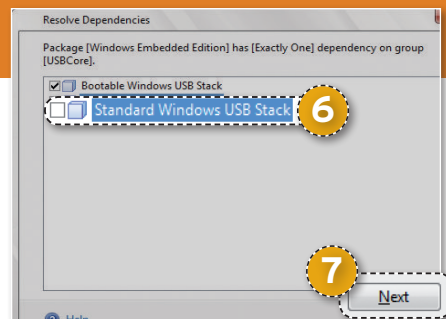 Resolve Dependencies
Package [Windows Embedded Edition] has [Exactly One] dependency on group
[USBCore].
Bootable Windows USB Stack
Standard Windows USB Stack
6
7
Next
Help